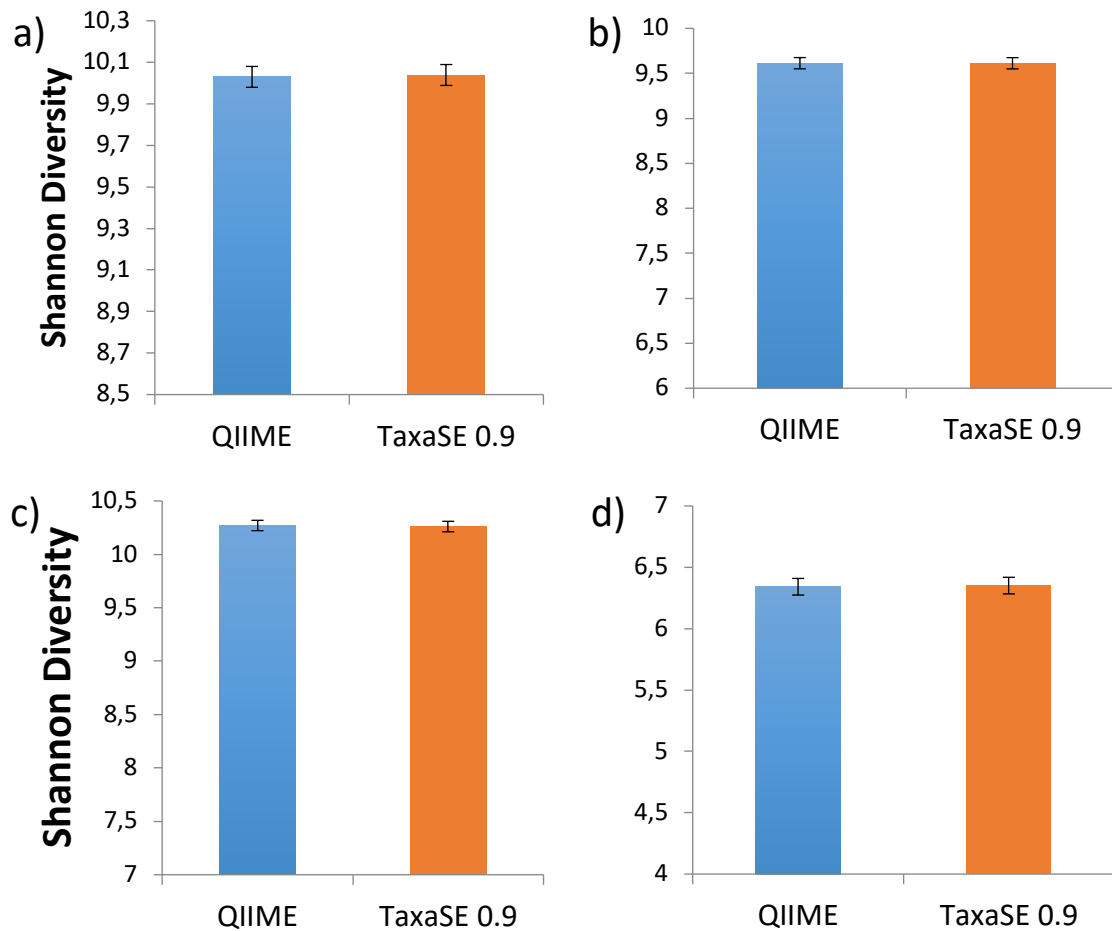 a)
Shannon Diversity
10,3
10,1
9,9
9,7
9,5
9,3
9,1
8,9
8,7
8,5
QIIME
TaxaSE 0.9
b)
10
9,5
9
8,5
8
7,5
7
6,5
6
QIIME
TaxaSE 0.9
c)
Shannon Diversity
10,5
10
9,5
9
8,5
8
7,5
7
QIIME
TaxaSE 0.9
d)
7
6,5
6
5,5
5
4,5
4
QIIME
TaxaSE 0.9